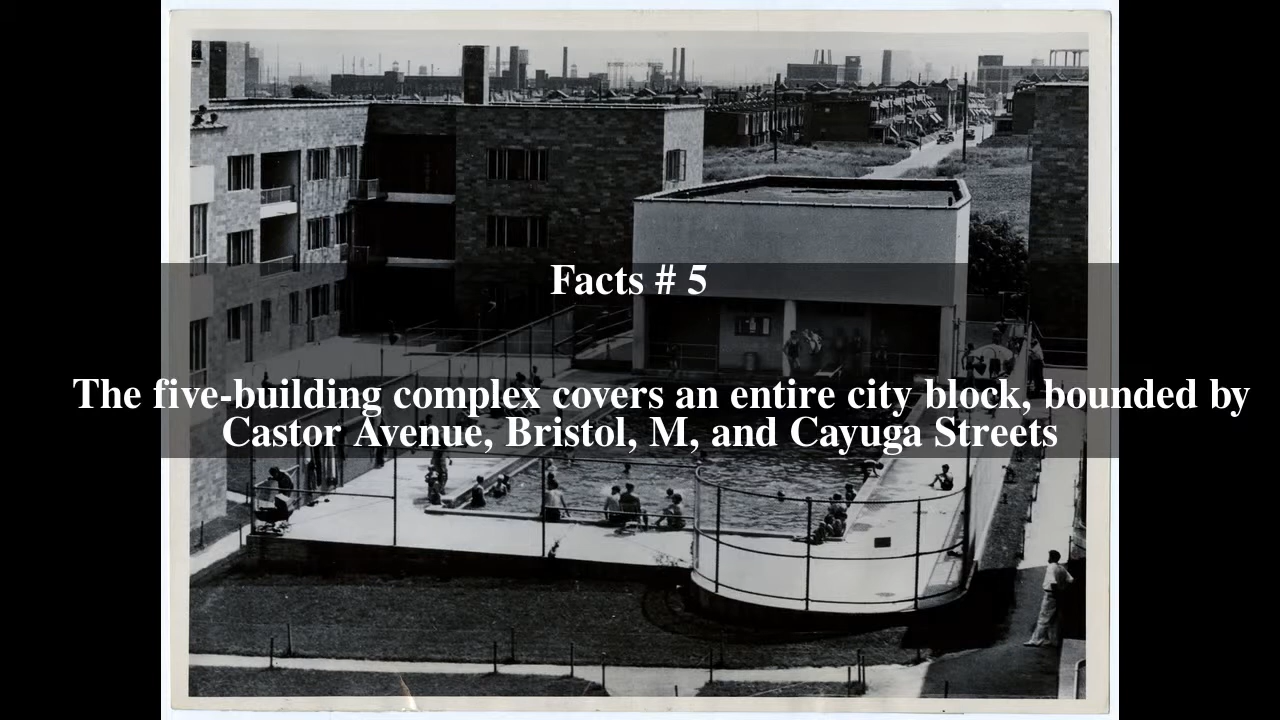 Facts # 5
The five-building complex covers an entire city block, bounded by
Castor Avenue, Bristol, M, and Cayuga Streets